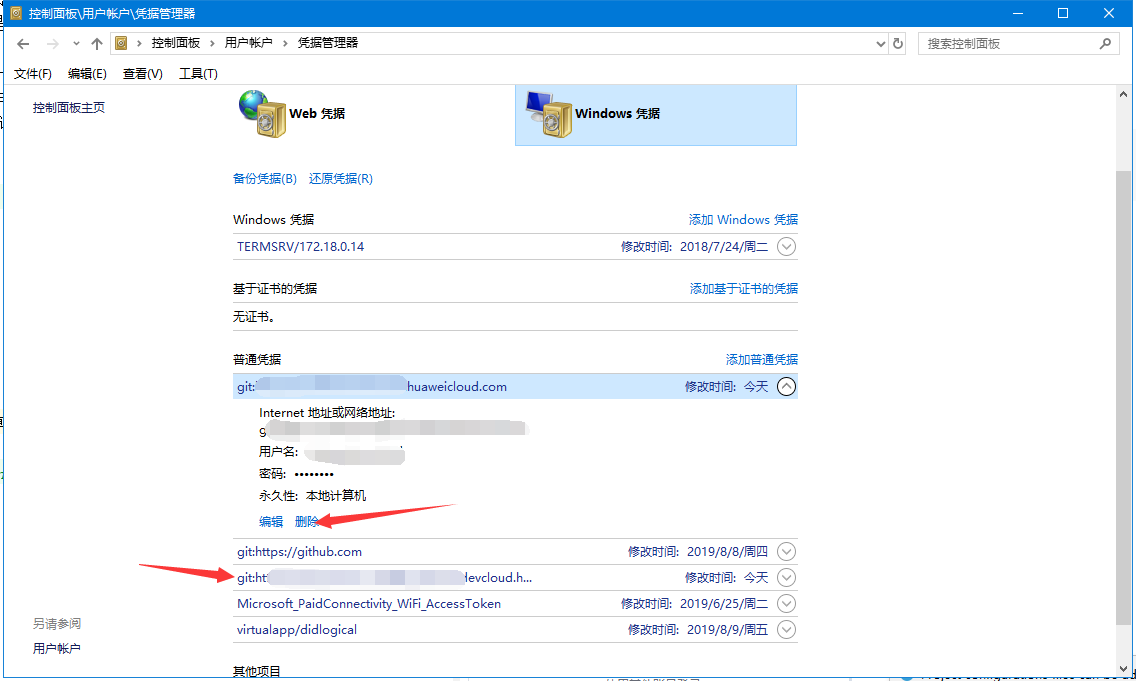 控制面板\用户帐户\凭据管理器
控制面板 › 用户帐户 › 凭据管理器
搜索控制面板
文件(F) 编辑(E) 查看(V) 工具(T)
控制面板主页
Web 凭据
Windows 凭据
备份凭据(B) 还原凭据(R)
Windows 凭据 添加 Windows 凭据
TERMSRV/172.18.0.14 修改时间: 2018/7/24/周二
基于证书的凭据 添加基于证书的凭据
无证书。
普通凭据 添加普通凭据
git: huaweicloud.com 修改时间: 今天
Internet 地址或网络地址:
9
用户名:
密码: ••••••••
永久性: 本地计算机
编辑 删除
git:https://github.com 修改时间: 2019/8/8/周四
git:ht devcloud.h... 修改时间: 今天
Microsoft_PaidConnectivity_WiFi_AccessToken 修改时间: 2019/6/25/周二
virtualapp/didlogical 修改时间: 2019/8/9/周五
另请参阅
用户帐户
其他项目